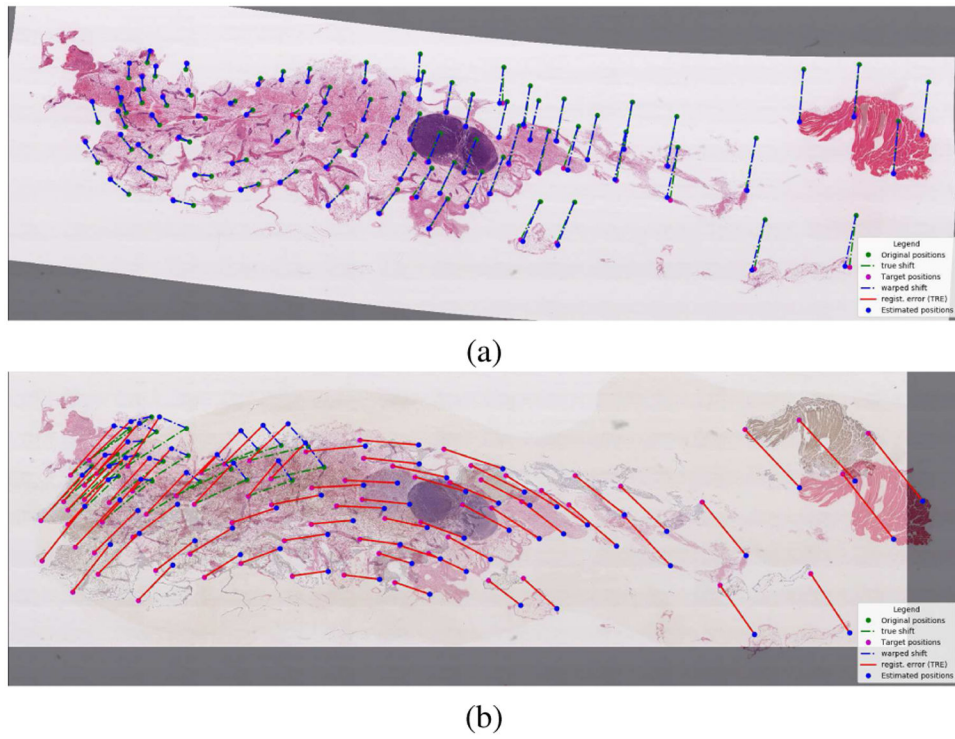 Legend
Original positions
true shift
Target positions
warped shift
regist. error (TRE)
Estimated positions
(a)
Legend
Original positions
true shift
Target positions
warped shift
regist. error (TRE)
Estimated positions
(b)